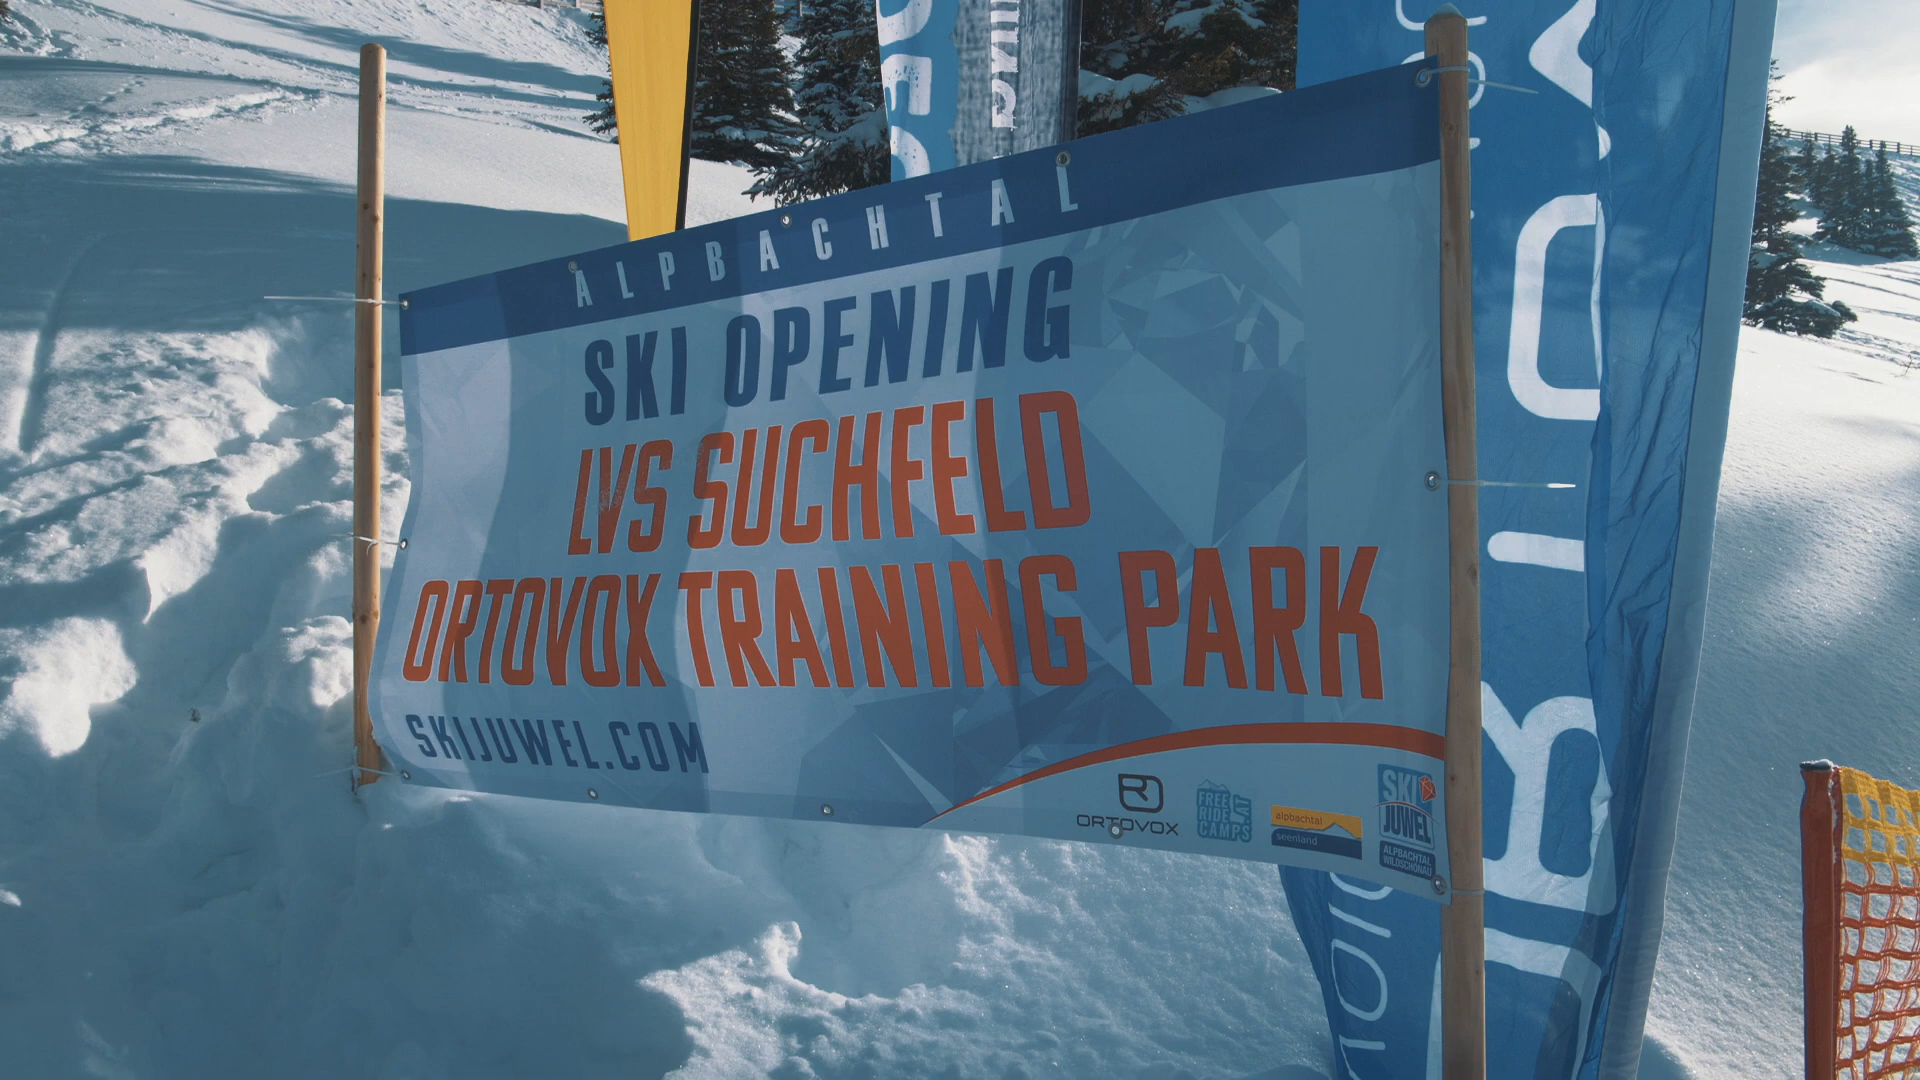 ALPBACHTAL
SKI OPENING
LVS SUCHFELD
ORTOVOX TRAINING PARK
SKIJUWEL.COM
ORTOVOX
FREE
RIDE
CAMPS
.AT
alpbachtal
seenland
SKI
JUWEL
ALPBACHTAL
WILDSCHÖNAU